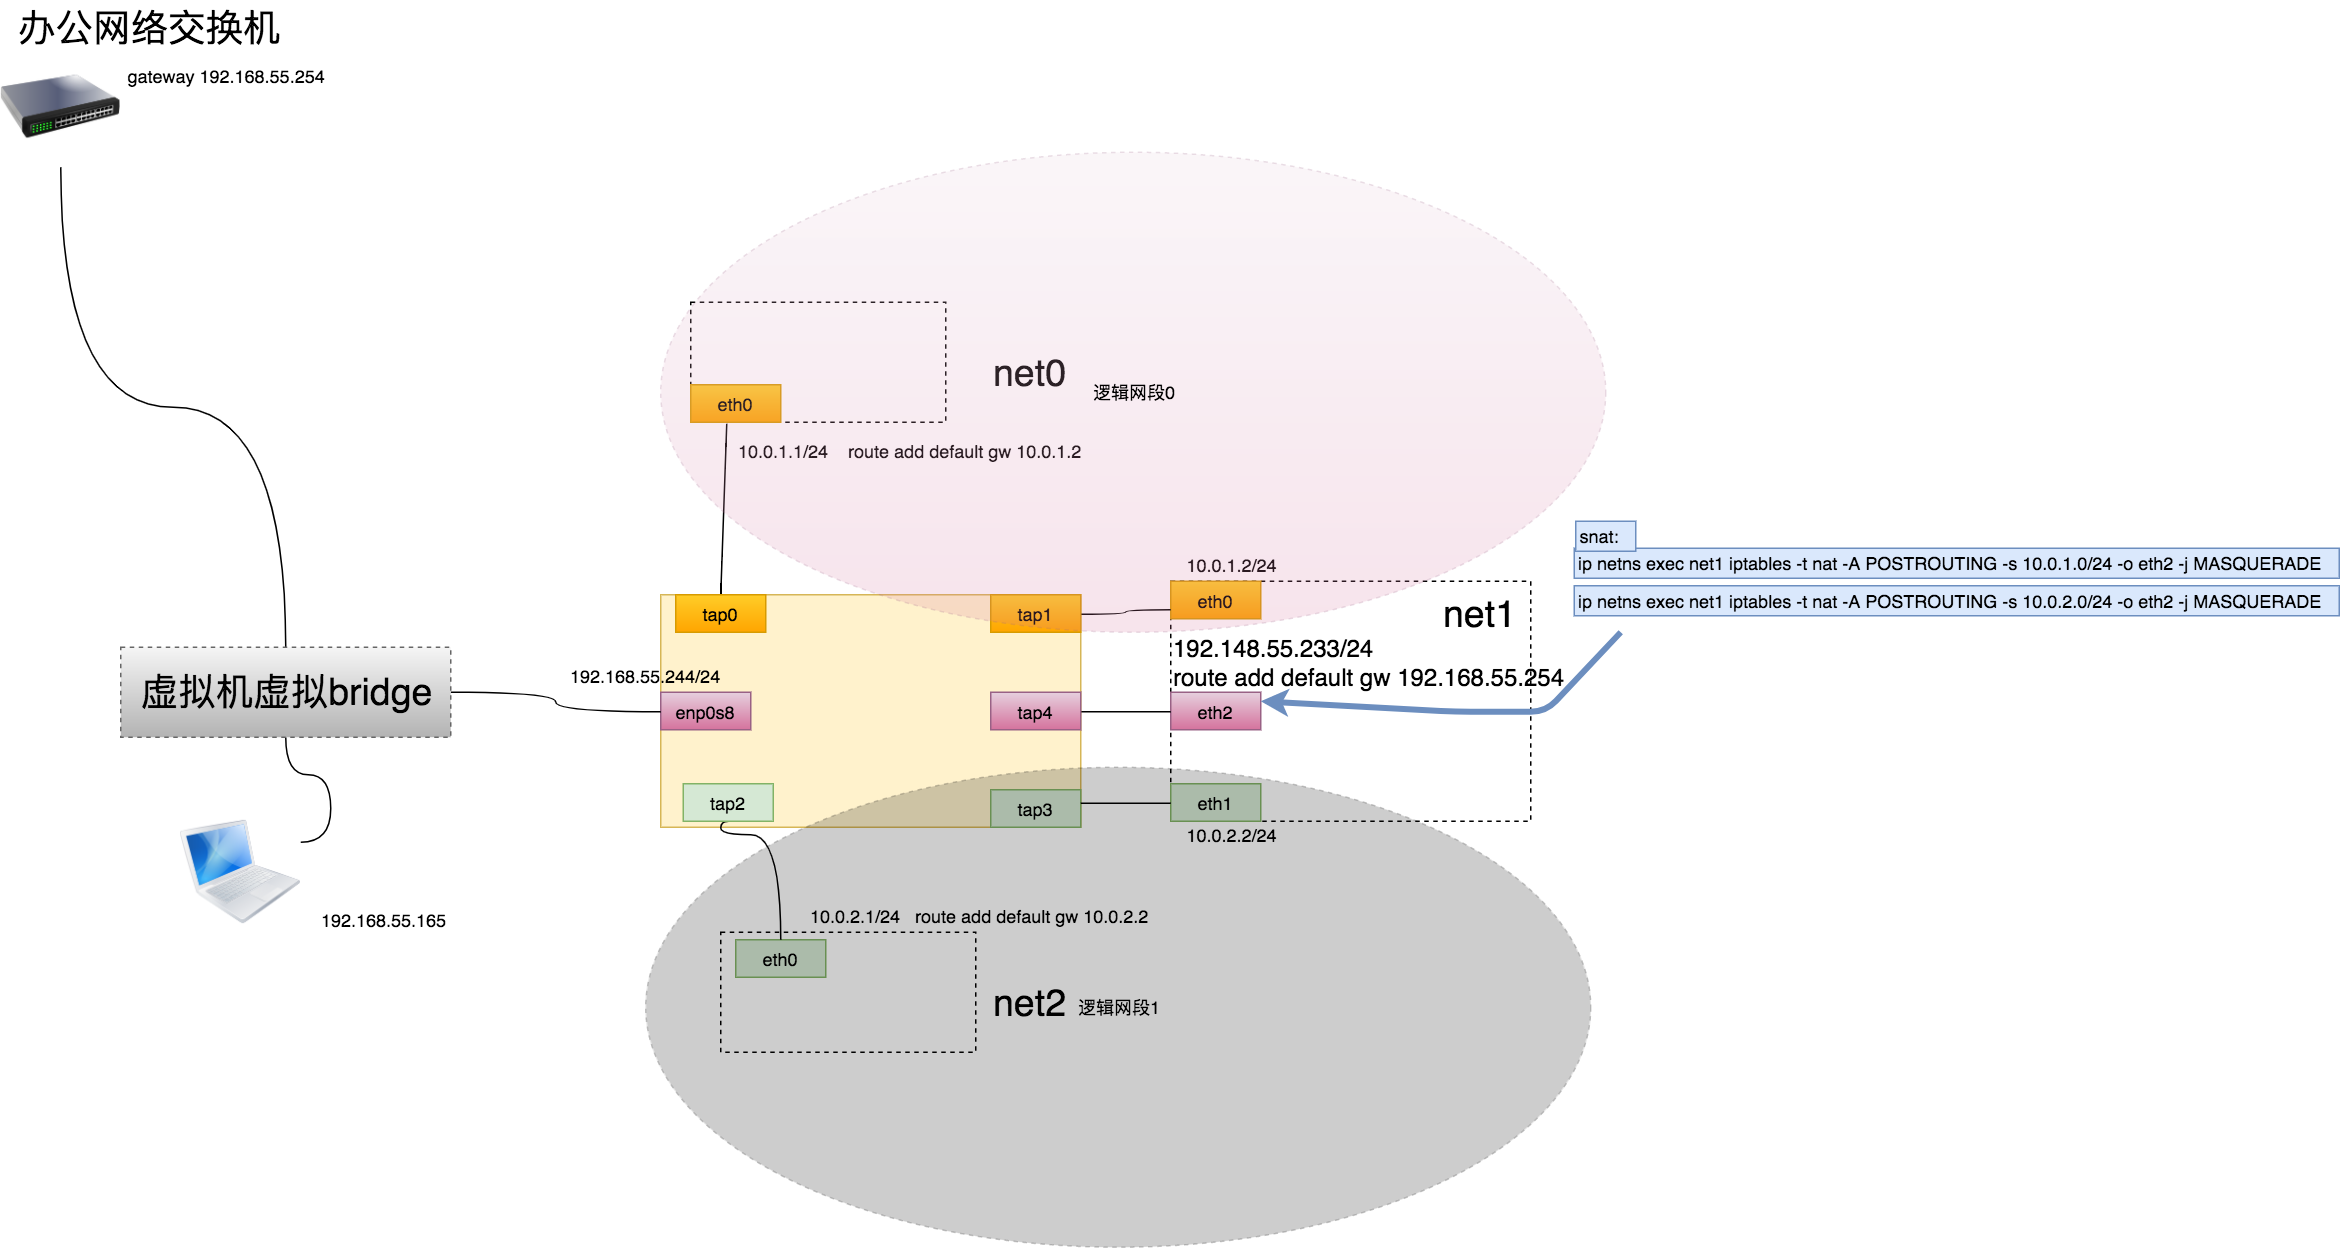 办公网络交换机
gateway 192.168.55.254
net0
逻辑网段0
eth0
10.0.1.1/24 route add default gw 10.0.1.2
snat:
ip netns exec net1 iptables -t nat -A POSTROUTING -s 10.0.1.0/24 -o eth2 -j MASQUERADE
ip netns exec net1 iptables -t nat -A POSTROUTING -s 10.0.2.0/24 -o eth2 -j MASQUERADE
10.0.1.2/24
tap0
tap1
eth0
net1
192.148.55.233/24
route add default gw 192.168.55.254
192.168.55.244/24
虚拟机虚拟bridge
enp0s8
tap4
eth2
tap2
tap3
eth1
10.0.2.2/24
192.168.55.165
10.0.2.1/24 route add default gw 10.0.2.2
eth0
net2
逻辑网段1